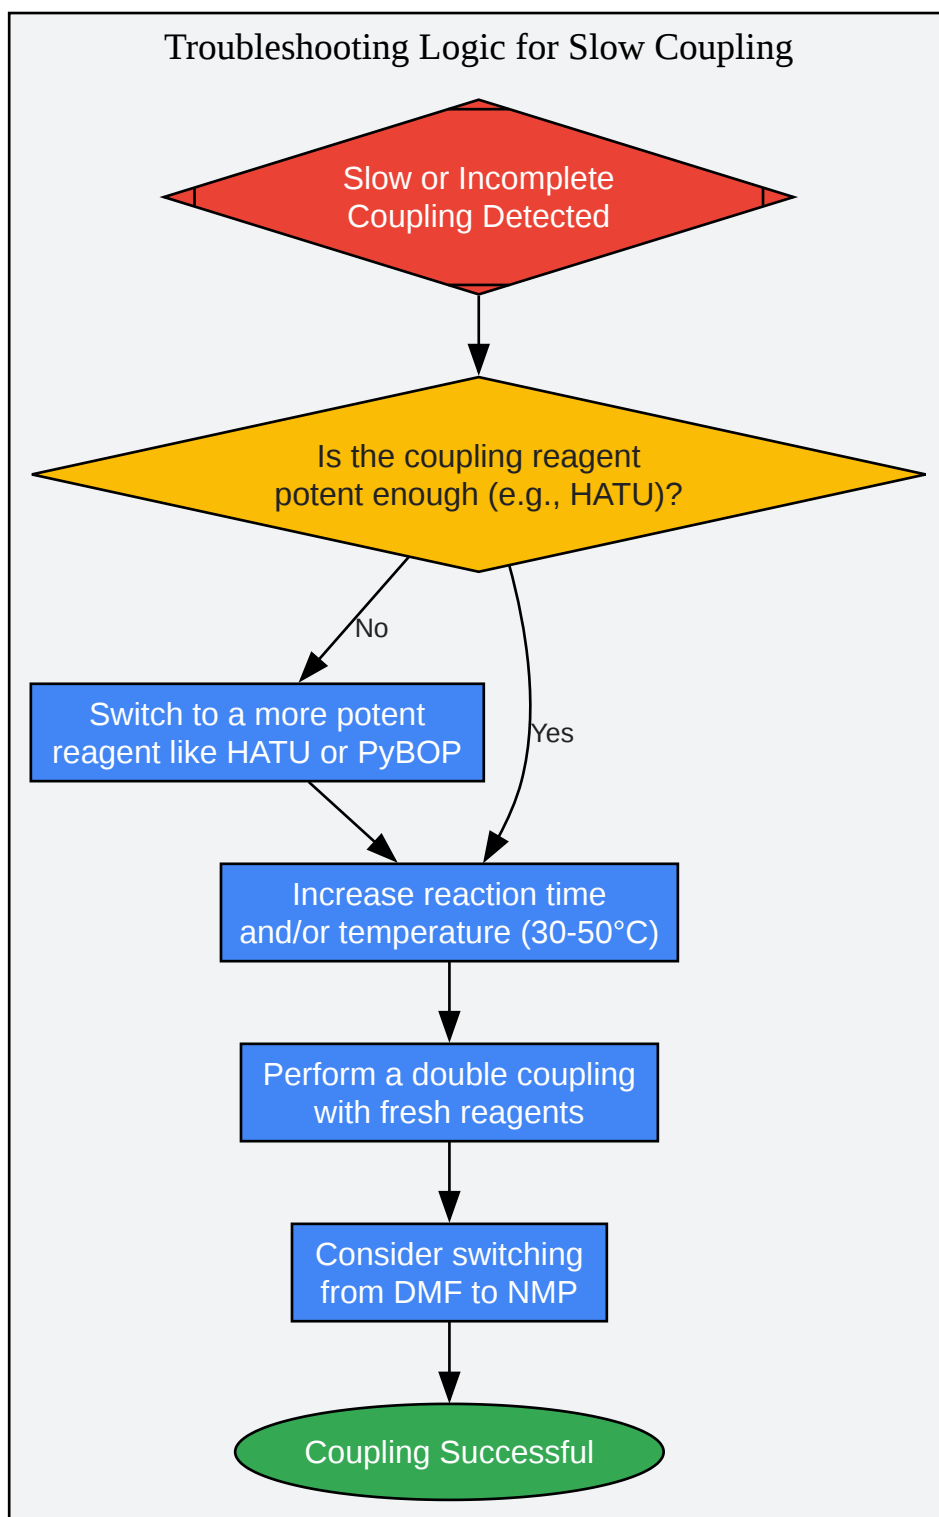 Troubleshooting Logic for Slow Coupling
Slow or Incomplete
Coupling Detected
Is the coupling reagent
potent enough (e.g., HATU)?
No
Switch to a more potent
reagent like HATU or PyBOP
Yes
Increase reaction time
and/or temperature (30-50°C)
Perform a double coupling
with fresh reagents
Consider switching
from DMF to NMP
Coupling Successful